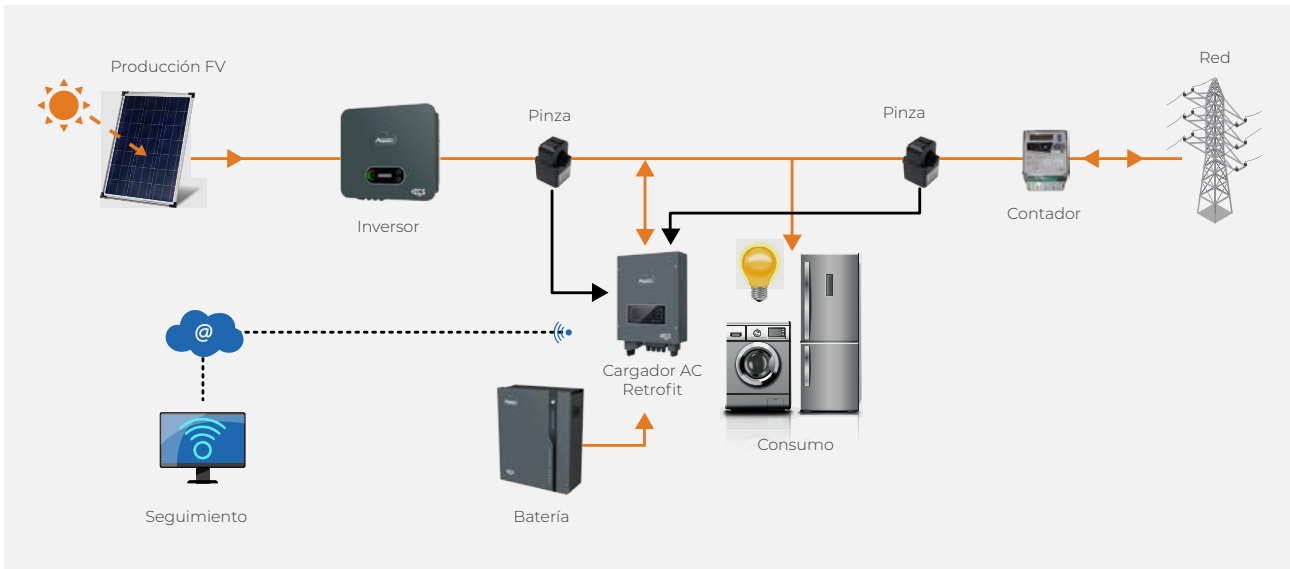 Producción FV
Red
Pinza
Pinza
Inversor
Contador
@
Cargador AC
Retrofit
Consumo
Seguimiento
Batería